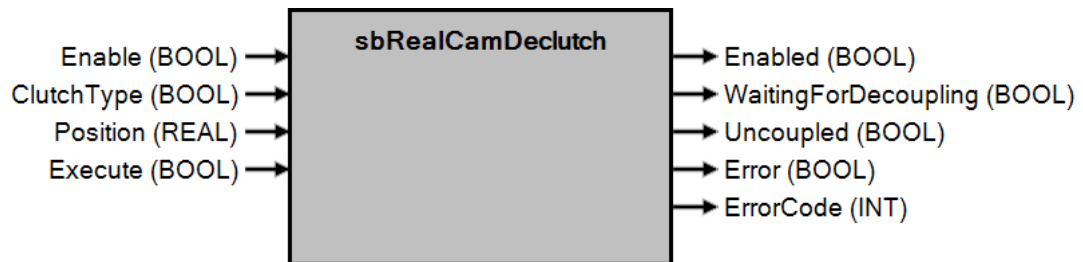 sbRealCamDeclutch
Enable (BOOL)
ClutchType (BOOL)
Position (REAL)
Execute (BOOL)
Enabled (BOOL)
WaitingForDecoupling (BOOL)
Uncoupled (BOOL)
Error (BOOL)
ErrorCode (INT)